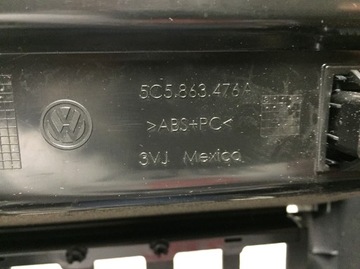 5C5.863.476A
>ABS+PC<
3VJ Mexico